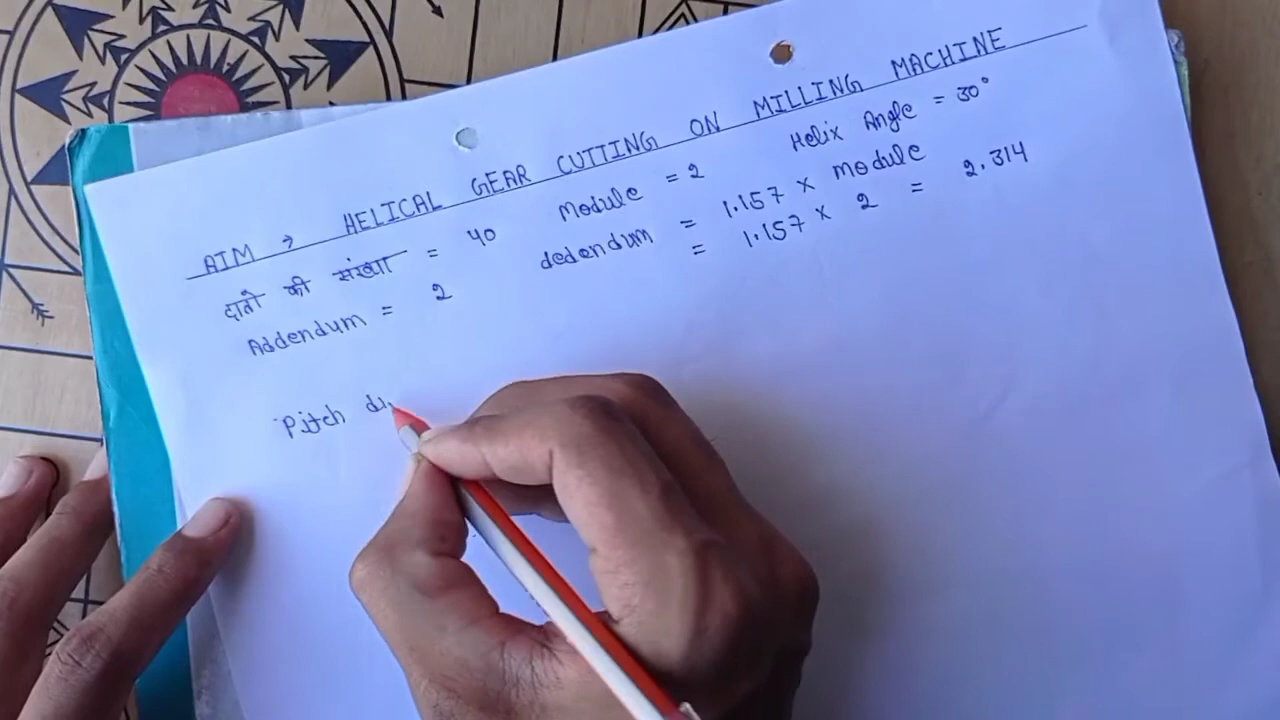 AIM → HELICAL GEAR CUTTING ON MILLING MACHINE
दातो की संख्या = 40 Module = 2 Helix Angle = 30°
Addendum = 2 dedendum = 1.157 × module
= 1.157 × 2 = 2.314
Pitch di